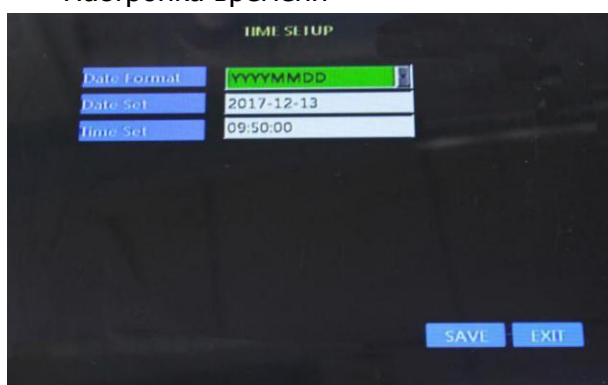 Настройка времени
TIME SETUP
Date Format YYYYMMDD
Date Set 2017-12-13
Time Set 09:50:00
SAVE EXIT